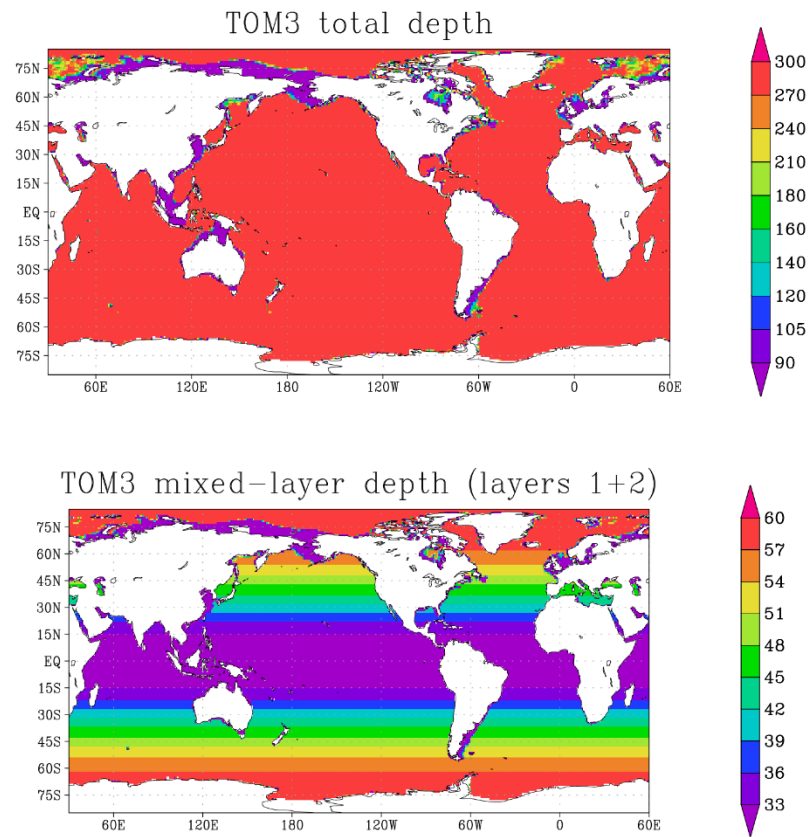 TOM3 total depth
75N
60N
45N
30N
15N
EQ
15S
30S
45S
60S
75S
60E 120E 180 120W 60W 0 60E
300
270
240
210
180
160
140
120
105
90
TOM3 mixed-layer depth (layers 1+2)
75N
60N
45N
30N
15N
EQ
15S
30S
45S
60S
75S
60E 120E 180 120W 60W 0 60E
60
57
54
51
48
45
42
39
36
33